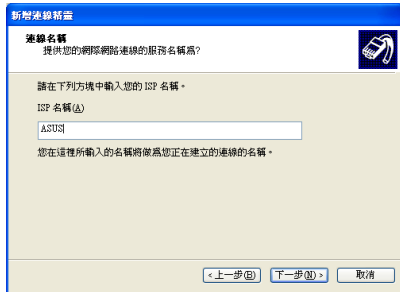 新增連線精靈
連線名稱
提供您的網際網路連線的服務名稱為?
請在下列方塊中輸入您的 ISP 名稱。
ISP 名稱(A)
ASUS
您在這裡所輸入的名稱將做為您正在建立的連線的名稱。
<上一步(B) 下一步(N)> 取消